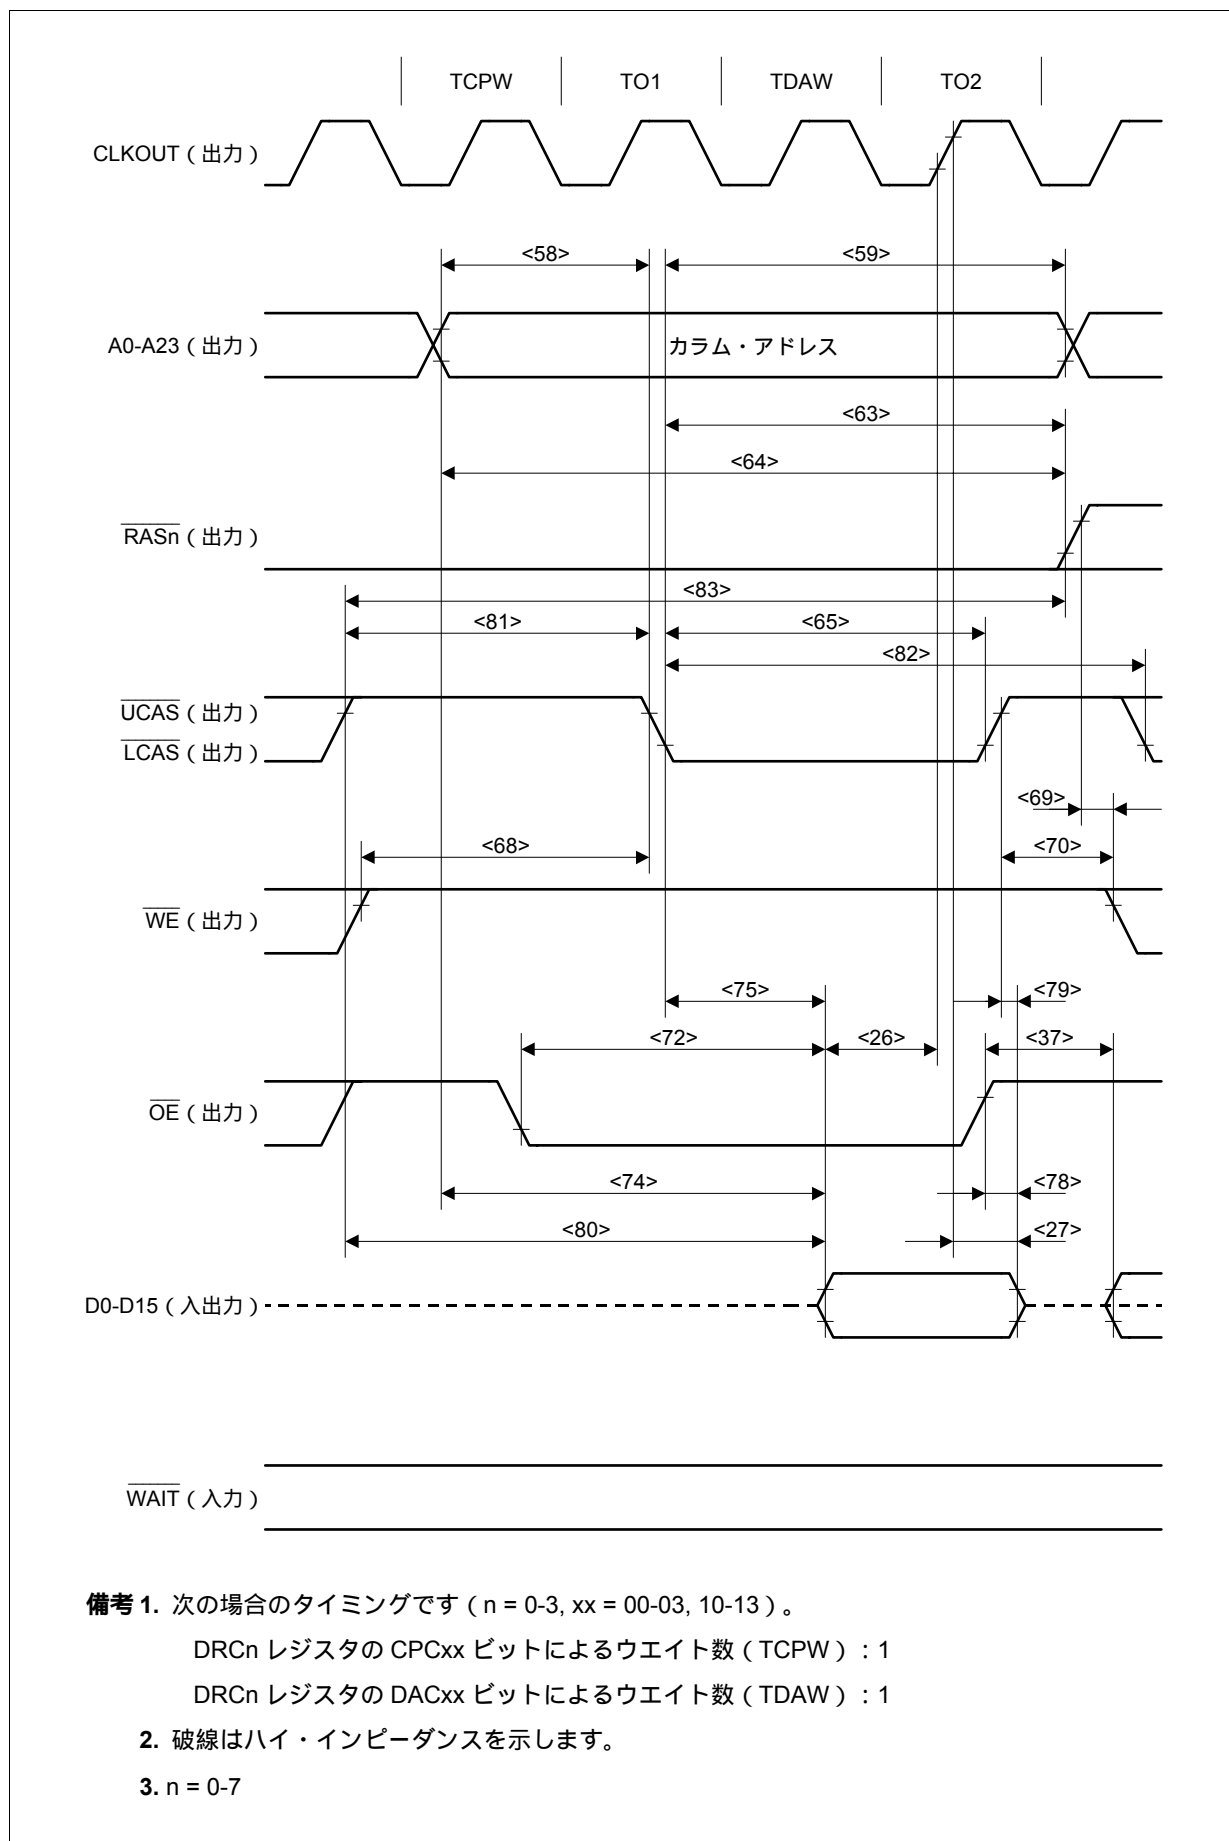 TCPW TO1 TDAW TO2
CLKOUT（出力）
<58> <59>
A0-A23（出力） カラム・アドレス
<63>
<64>
RASn（出力）
<83>
<81> <65>
<82>
UCAS（出力）
LCAS（出力）
<69>
<68> <70>
WE（出力）
<75> <79>
<72> <26> <37>
OE（出力）
<74> <78>
<80> <27>
D0-D15（入出力）
WAIT（入力）
備考 1. 次の場合のタイミングです（n = 0-3, xx = 00-03, 10-13）。
DRCn レジスタの CPCxx ビットによるウエイト数（TCPW）：1
DRCn レジスタの DACxx ビットによるウエイト数（TDAW）：1
2. 破線はハイ・インピーダンスを示します。
3. n = 0-7